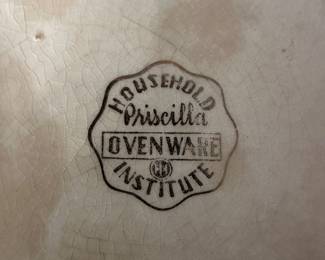 HOUSEHOLD
Priscilla
OVENWARE
HI
INSTITUTE